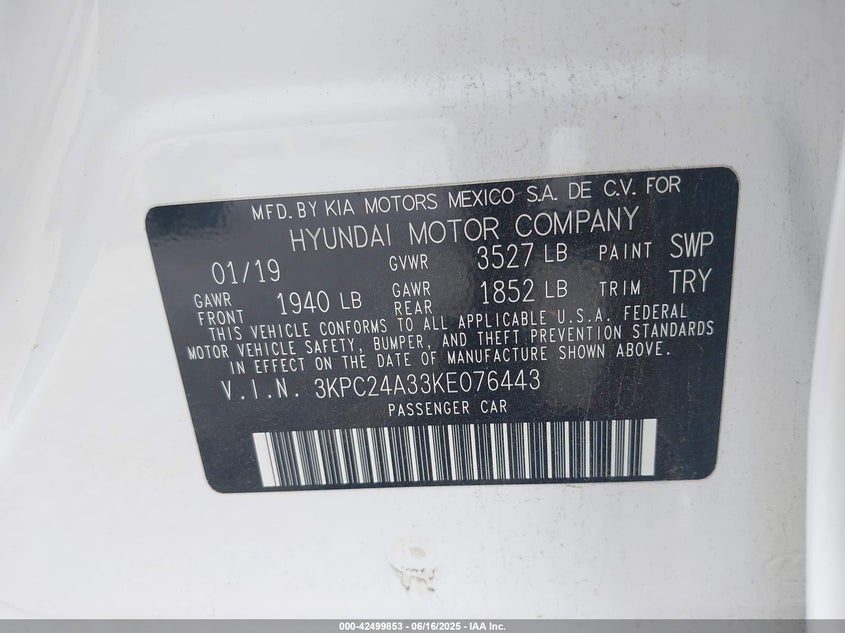 MFD. BY KIA MOTORS MEXICO S.A. DE C.V. FOR
HYUNDAI MOTOR COMPANY
01/19 GVWR 3527 LB PAINT SWP
GAWR FRONT 1940 LB GAWR REAR 1852 LB TRIM TRY
THIS VEHICLE CONFORMS TO ALL APPLICABLE U.S.A. FEDERAL
MOTOR VEHICLE SAFETY, BUMPER, AND THEFT PREVENTION STANDARDS
IN EFFECT ON THE DATE OF MANUFACTURE SHOWN ABOVE.
V.I.N. 3KPC24A33KE076443
PASSENGER CAR
000-42499853 - 06/16/2025 - IAA Inc.